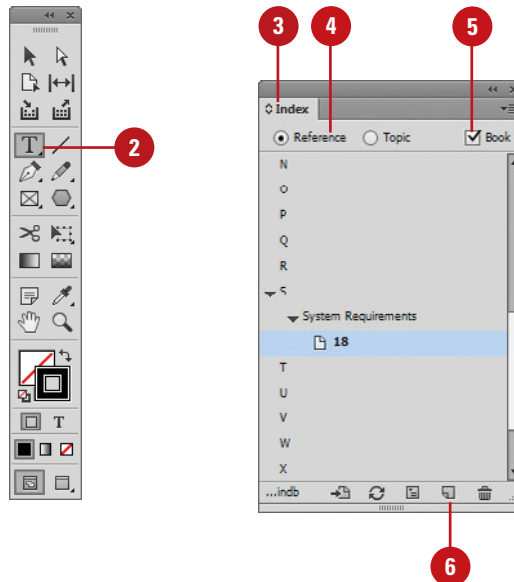 3 4 5
2
Index
Reference Topic Book
N
O
P
Q
R
S
System Requirements
18
T
U
V
W
X
...indb
6
T
T